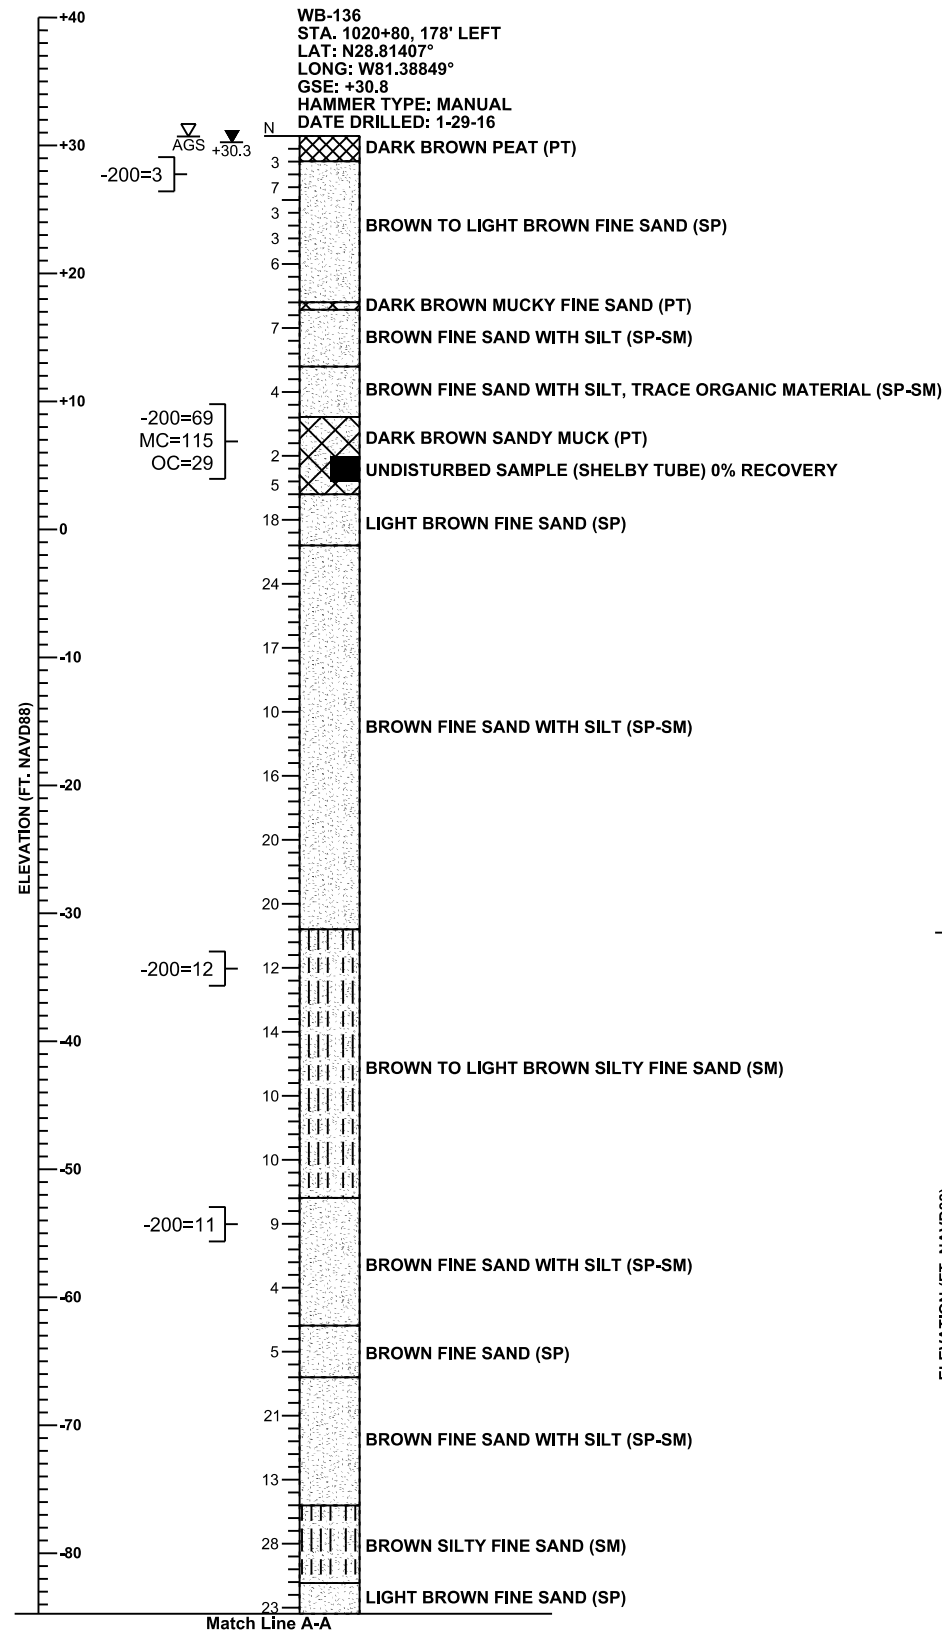 WB-136
STA. 1020+80, 178' LEFT
LAT: N28.81407°
LONG: W81.38849°
GSE: +30.8
HAMMER TYPE: MANUAL
DATE DRILLED: 1-29-16
+40
+30
AGS
+30.3
N
DARK BROWN PEAT (PT)
3
-200=3
7
3
BROWN TO LIGHT BROWN FINE SAND (SP)
3
6
+20
DARK BROWN MUCKY FINE SAND (PT)
7
BROWN FINE SAND WITH SILT (SP-SM)
4
BROWN FINE SAND WITH SILT, TRACE ORGANIC MATERIAL (SP-SM)
+10
-200=69
MC=115
OC=29
DARK BROWN SANDY MUCK (PT)
2
UNDISTURBED SAMPLE (SHELBY TUBE) 0% RECOVERY
5
18
LIGHT BROWN FINE SAND (SP)
0
24
17
-10
10
BROWN FINE SAND WITH SILT (SP-SM)
16
-20
ELEVATION (FT. NAVD88)
20
20
-30
-200=12
12
14
-40
BROWN TO LIGHT BROWN SILTY FINE SAND (SM)
10
10
-50
-200=11
9
BROWN FINE SAND WITH SILT (SP-SM)
4
-60
5
BROWN FINE SAND (SP)
21
-70
BROWN FINE SAND WITH SILT (SP-SM)
13
28
BROWN SILTY FINE SAND (SM)
-80
LIGHT BROWN FINE SAND (SP)
23
Match Line A-A